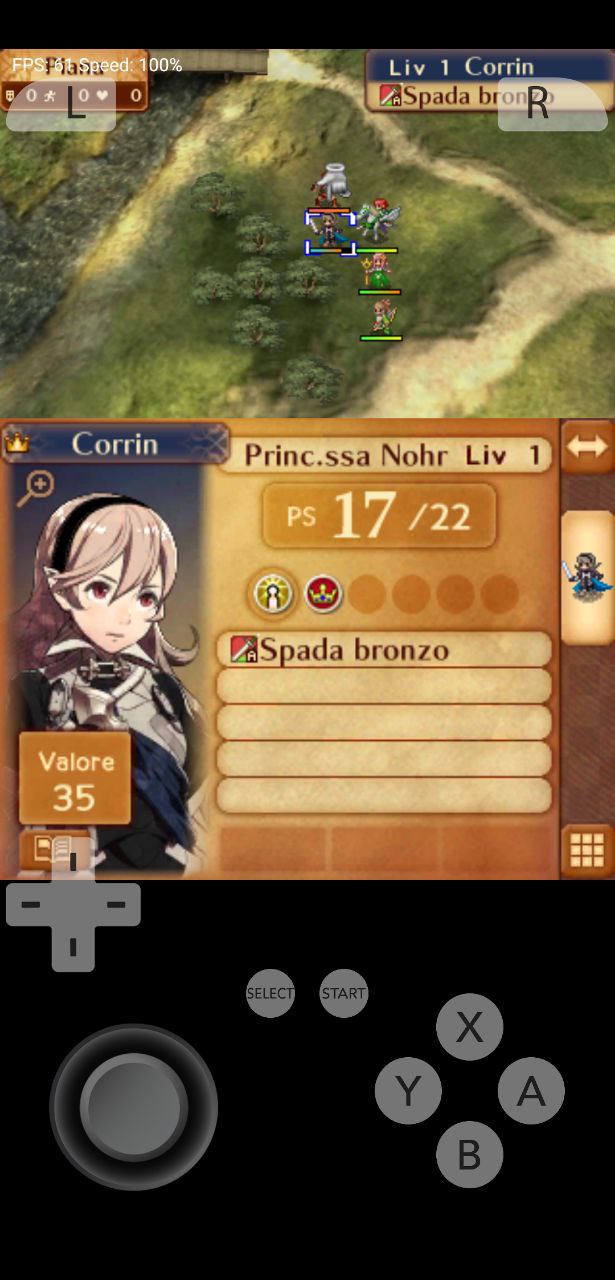 FPS: 61 Speed: 100%
Liv 1 Corrin
0 0 0
L
R
Spada bronzo
Corrin
Princ.ssa Nohr Liv 1
PS 17/22
Spada bronzo
Valore
35
SELECT
START
X
Y
A
B